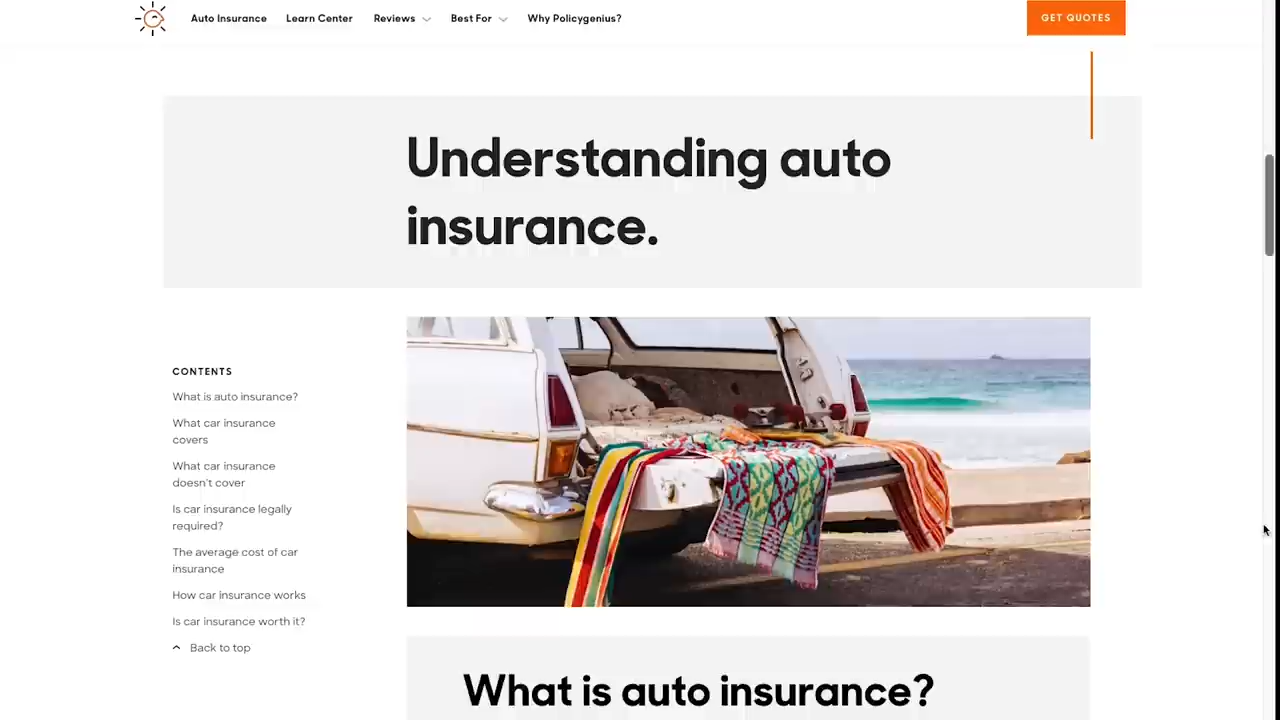 Auto Insurance Learn Center Reviews Best For Why Policygenius? GET QUOTES
Understanding auto
insurance.
CONTENTS
What is auto insurance?
What car insurance
covers
What car insurance
doesn't cover
Is car insurance legally
required?
The average cost of car
insurance
How car insurance works
Is car insurance worth it?
Back to top
What is auto insurance?